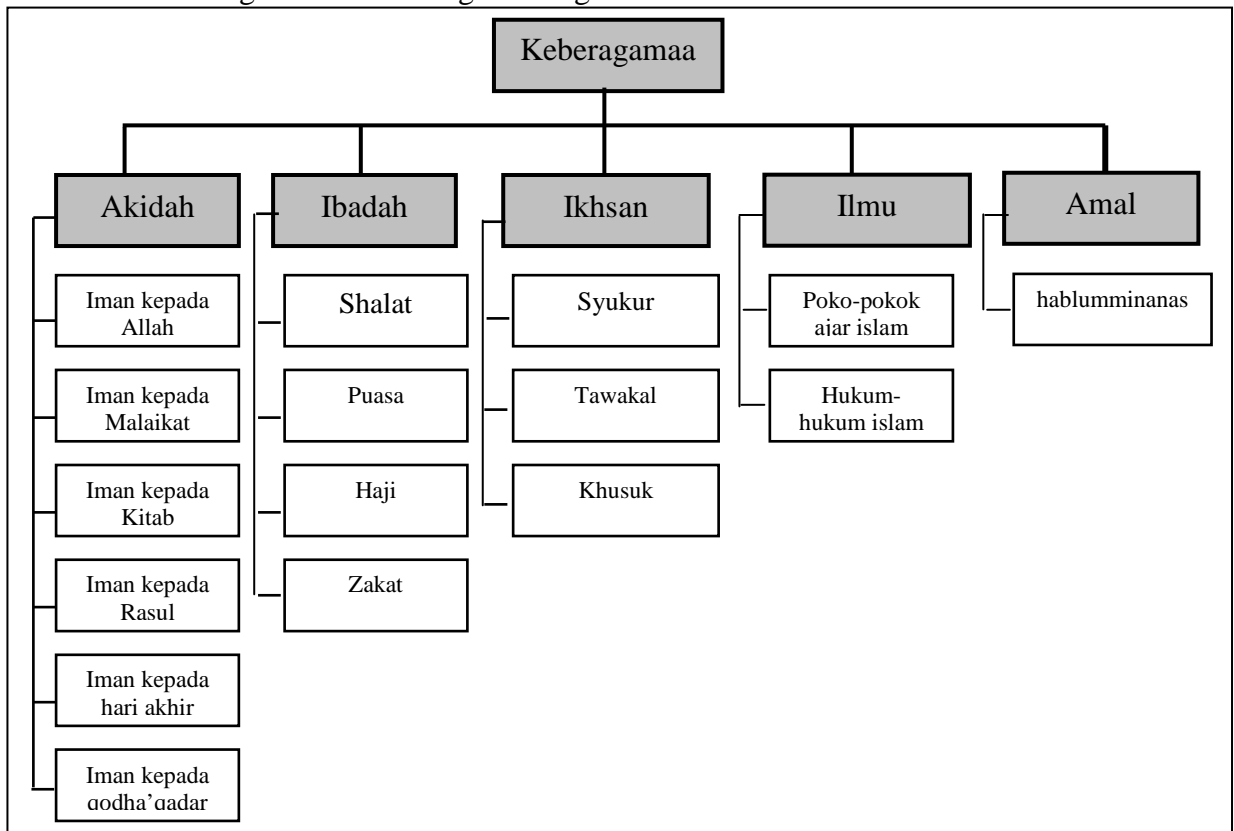 Keberagamaa
Akidah
Iman kepada
Allah
Iman kepada
Malaikat
Iman kepada
Kitab
Iman kepada
Rasul
Iman kepada
hari akhir
Iman kepada
qodha’qadar
Ibadah
Shalat
Puasa
Haji
Zakat
Ikhsan
Syukur
Tawakal
Khusuk
Ilmu
Poko-pokok
ajar islam
Hukum-
hukum islam
Amal
hablumminanas